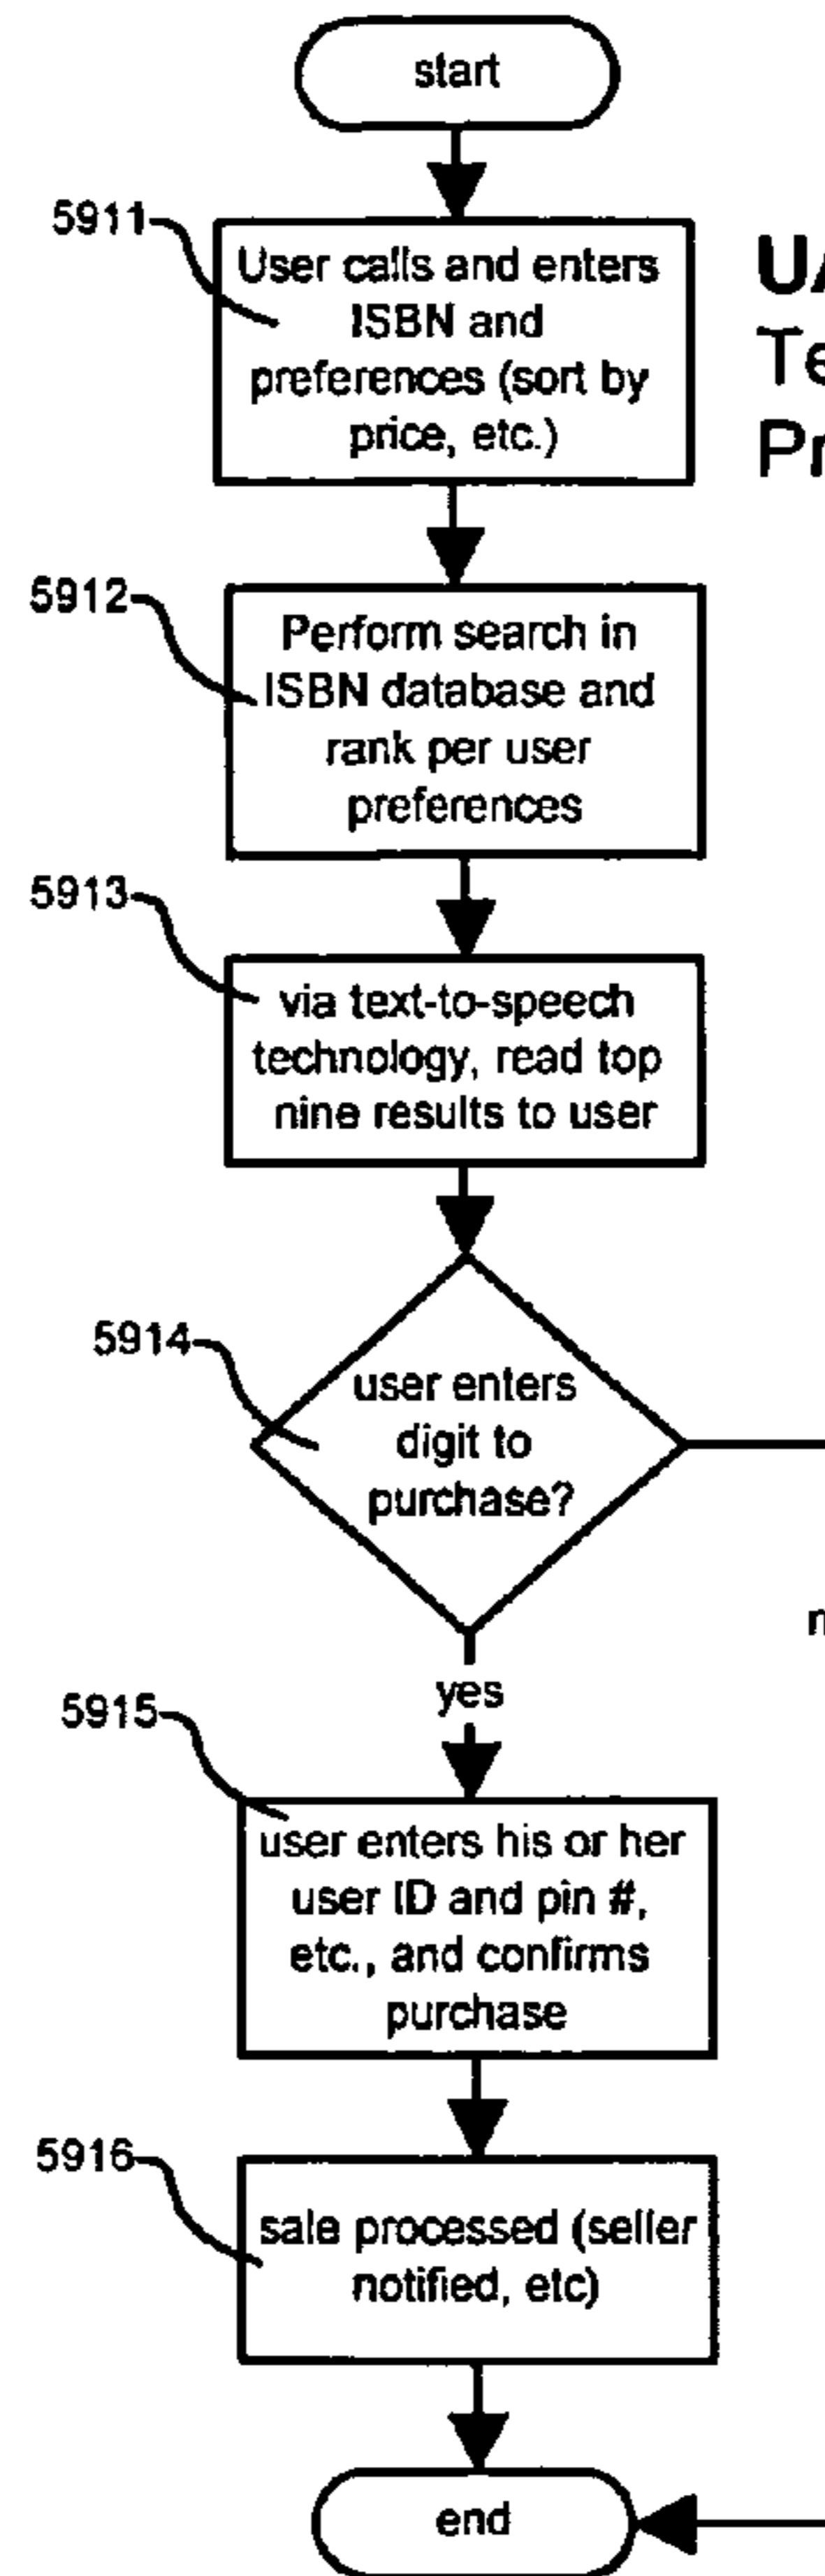 start
5911
User calls and enters
ISBN and
preferences (sort by
price, etc.)
UA
Te
Pr
5912
Perform search in
ISBN database and
rank per user
preferences
5913
via text-to-speech
technology, read top
nine results to user
5914
user enters
digit to
purchase?
yes
5915
user enters his or her
user ID and pin #,
etc., and confirms
purchase
5916
sale processed (seller
notified, etc)
end